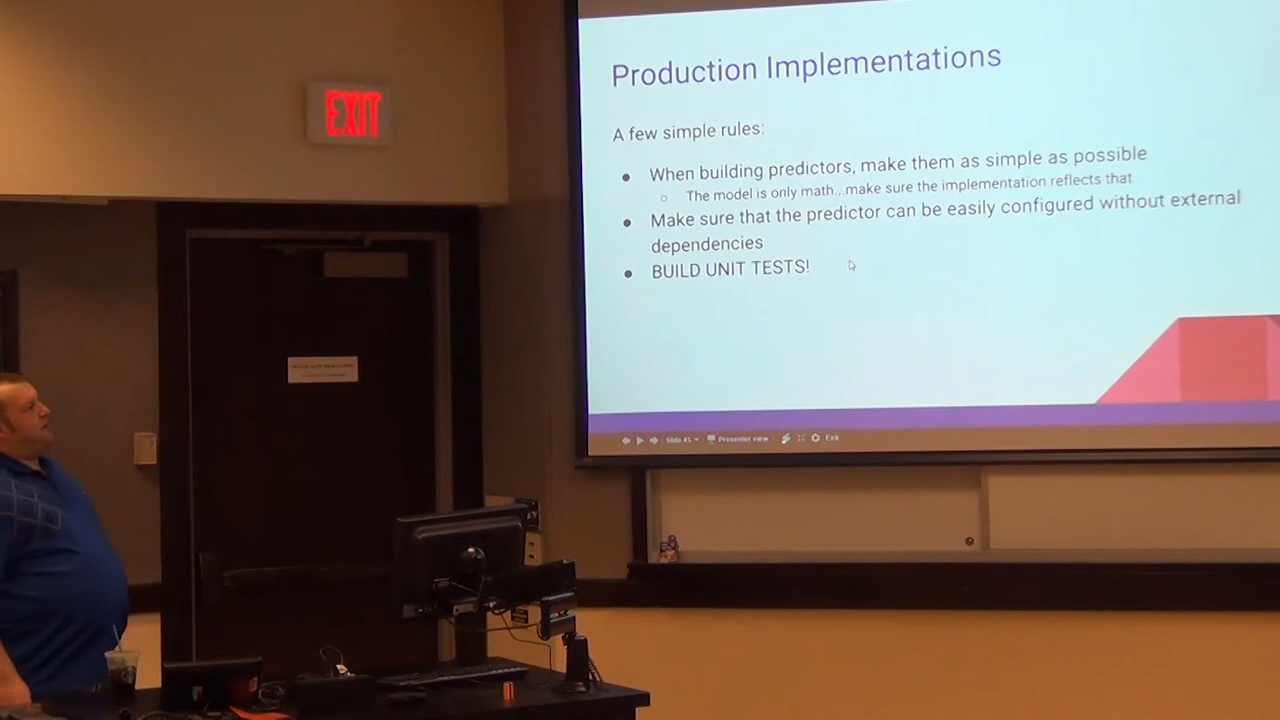 EXIT
Production Implementations
A few simple rules:
When building predictors, make them as simple as possible
The model is only math...make sure the implementation reflects that
Make sure that the predictor can be easily configured without external
dependencies
BUILD UNIT TESTS!
Slide 45
Presenter view
Exit